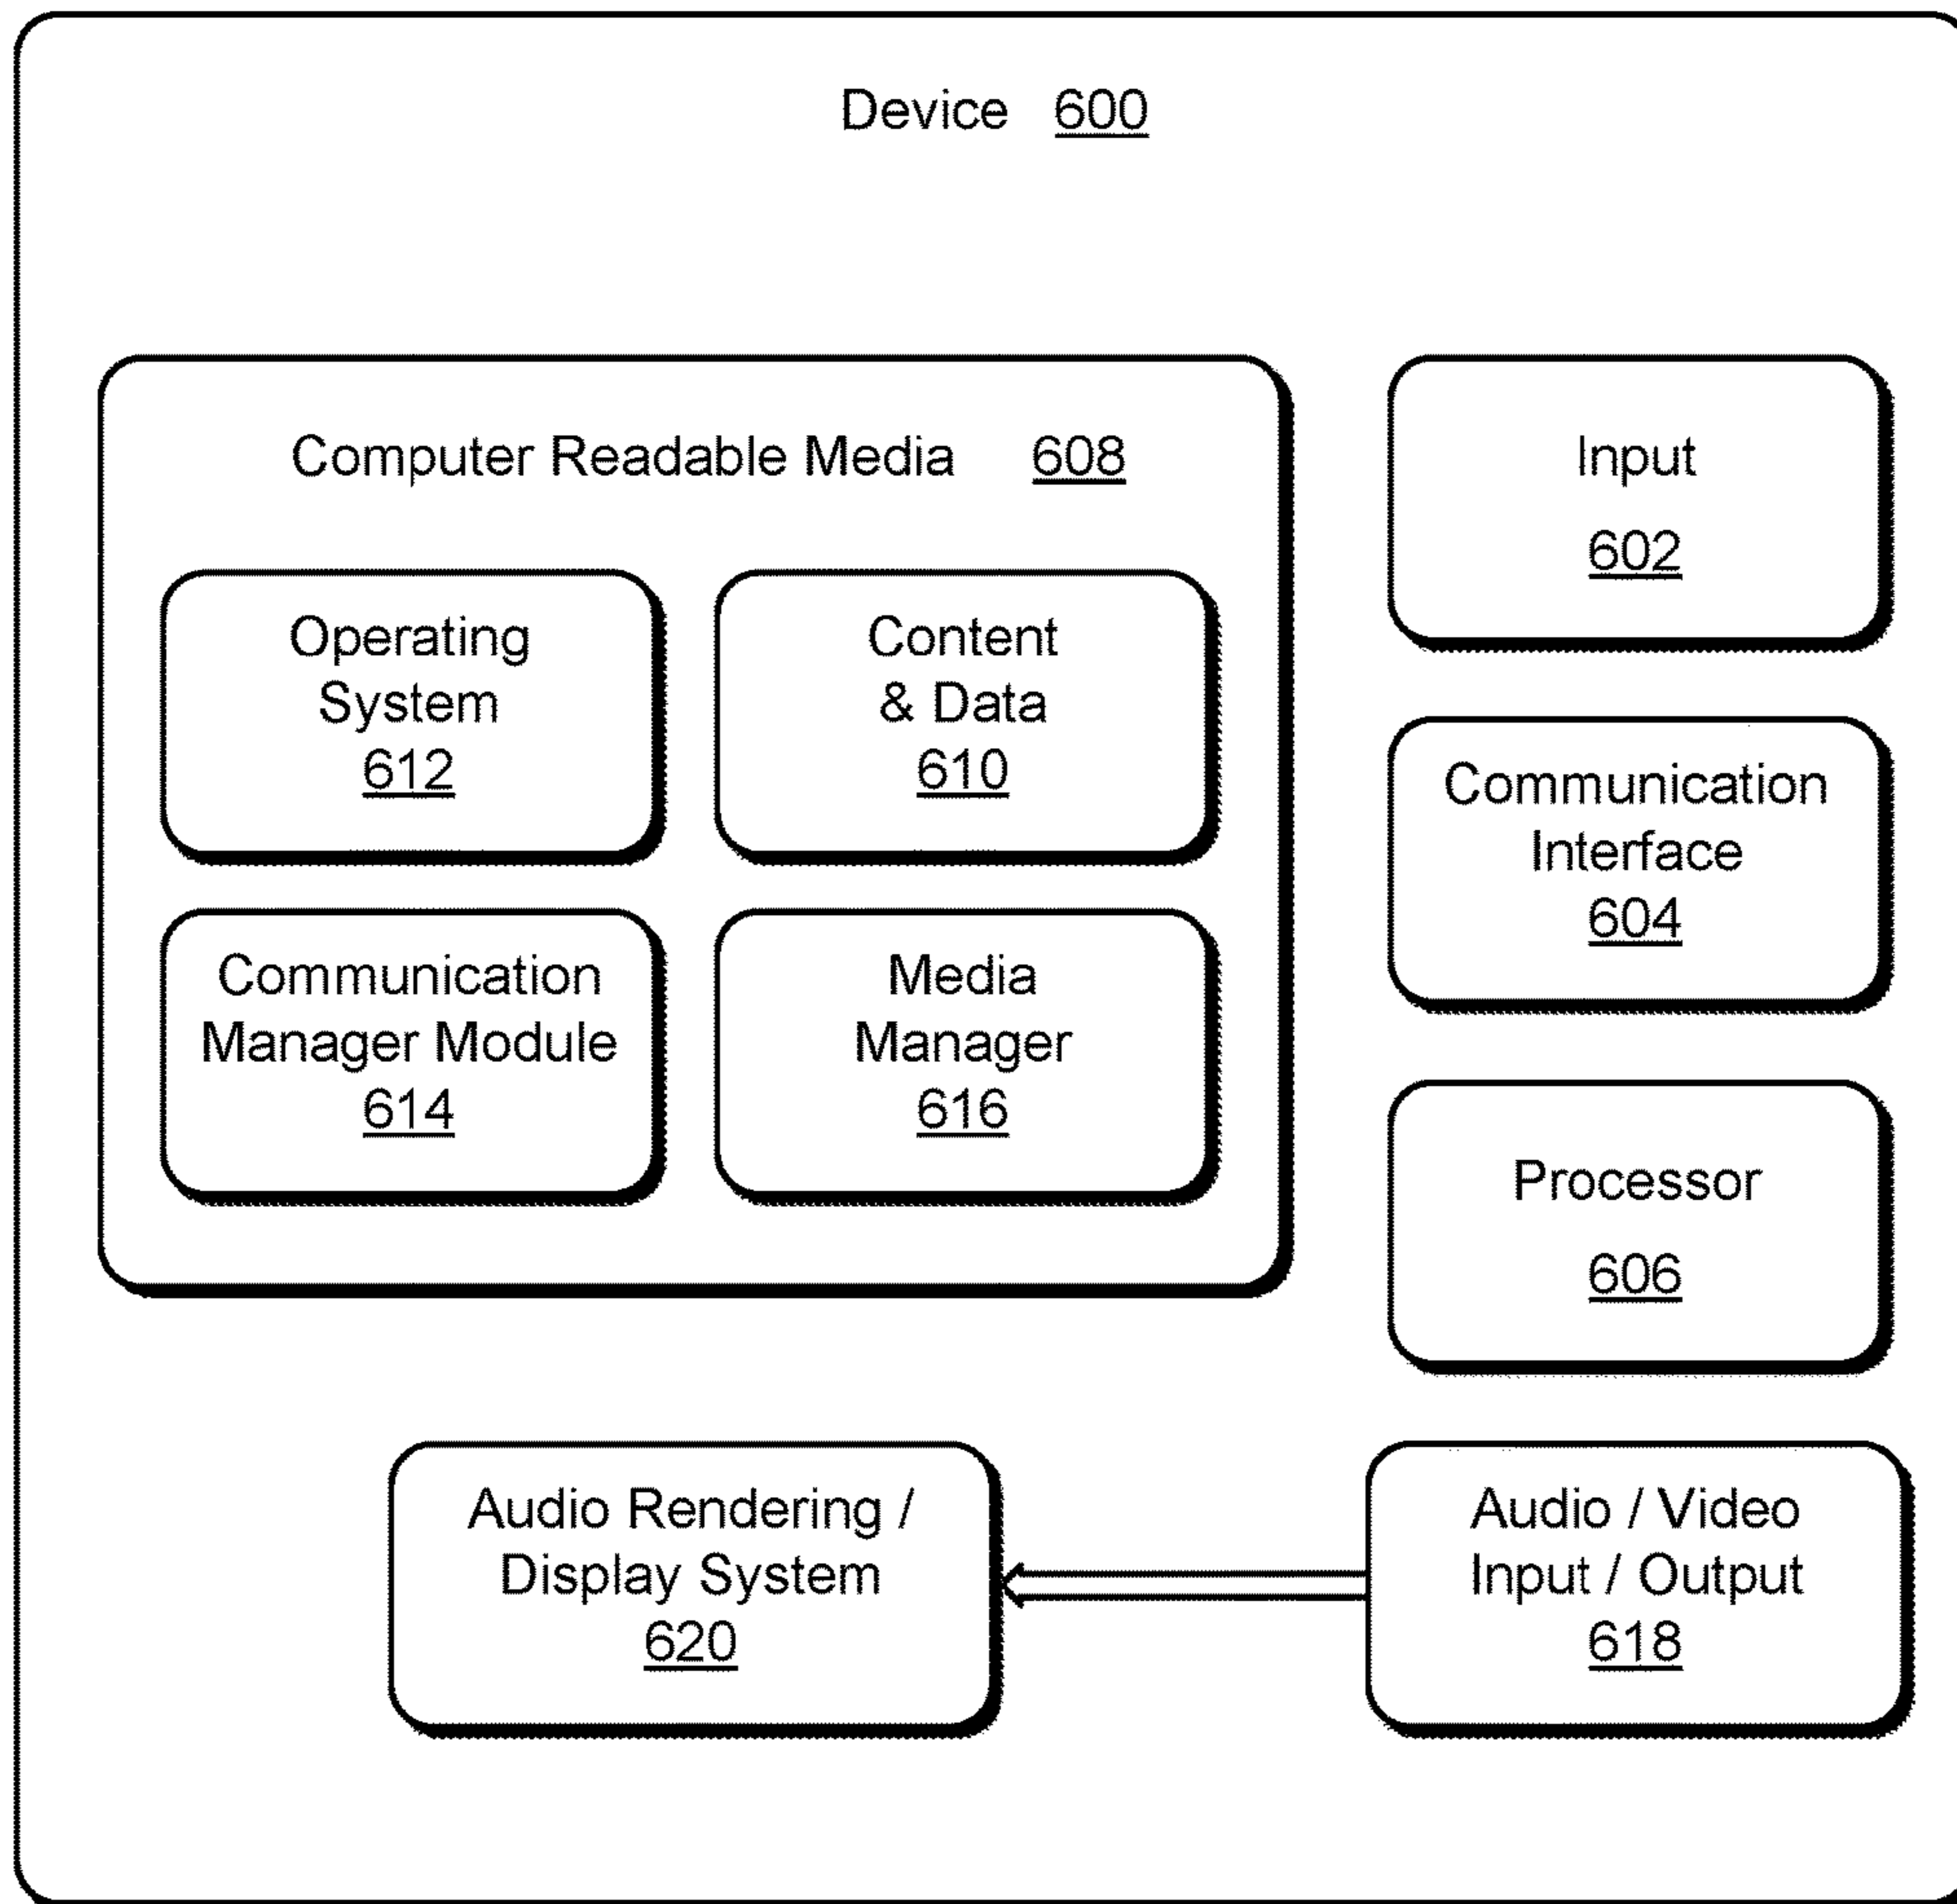 Device 600
Computer Readable Media 608
Operating
System
612
Content
& Data
610
Communication
Manager Module
614
Media
Manager
616
Input
602
Communication
Interface
604
Processor
606
Audio Rendering /
Display System
620
Audio / Video
Input / Output
618